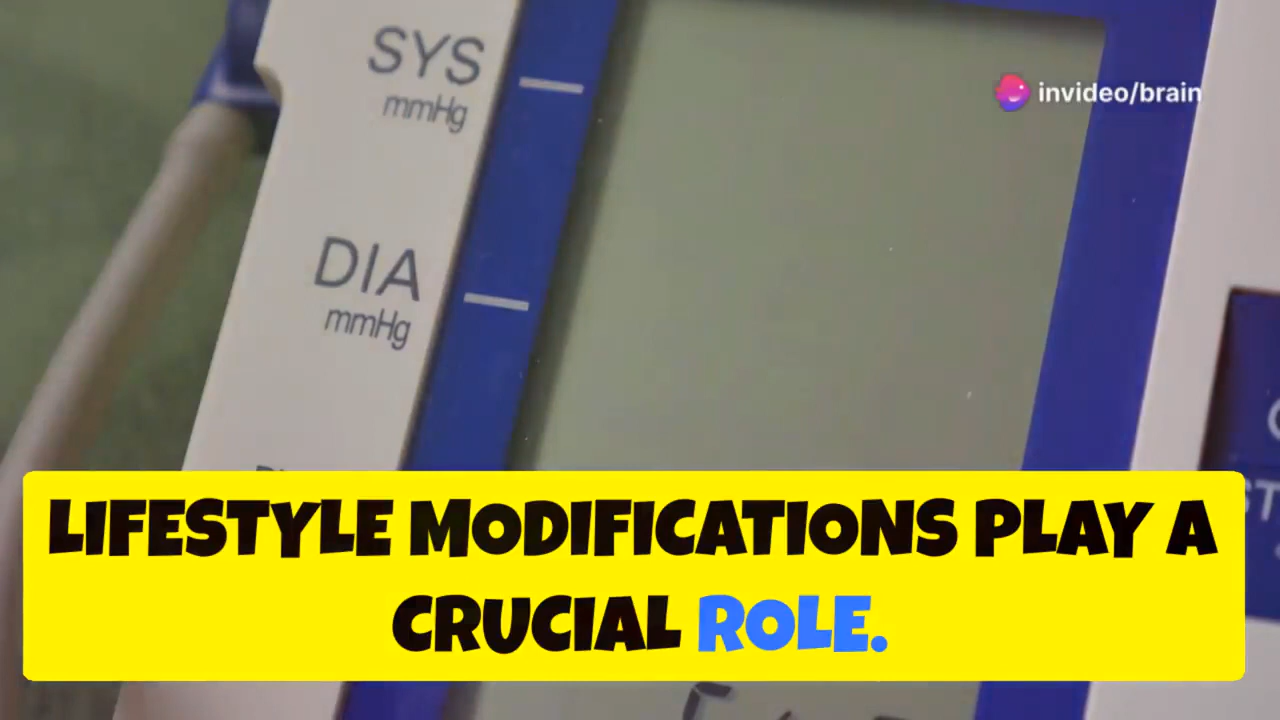 SYS
mmHg
invideo/brain
DIA
mmHg
LIFESTYLE MODIFICATIONS PLAY A
CRUCIAL ROLE.